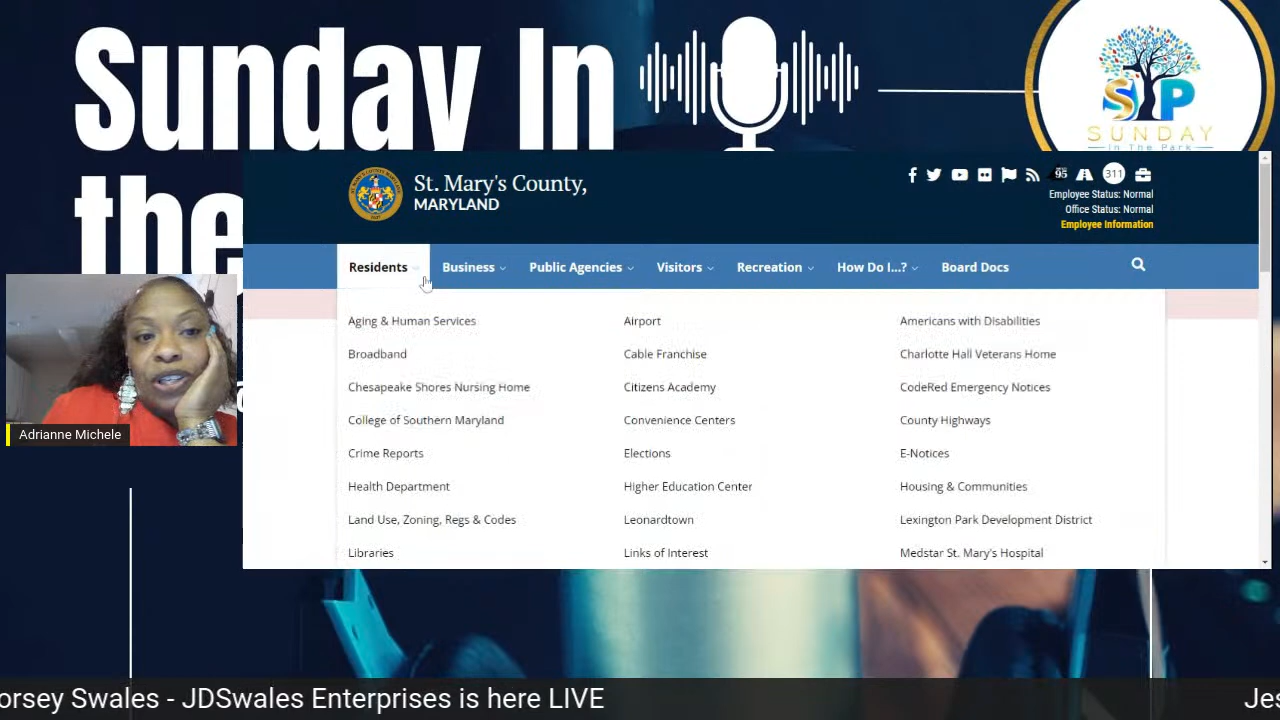 Sunday In
the
S P
SUNDAY
In The Park
St. Mary's County,
MARYLAND
95
311
Employee Status: Normal
Office Status: Normal
Employee Information
Residents
Business
Public Agencies
Visitors
Recreation
How Do I...?
Board Docs
Aging & Human Services
Airport
Americans with Disabilities
Broadband
Cable Franchise
Charlotte Hall Veterans Home
Chesapeake Shores Nursing Home
Citizens Academy
CodeRed Emergency Notices
College of Southern Maryland
Convenience Centers
County Highways
Crime Reports
Elections
E-Notices
Health Department
Higher Education Center
Housing & Communities
Land Use, Zoning, Regs & Codes
Leonardtown
Lexington Park Development District
Libraries
Links of Interest
Medstar St. Mary's Hospital
Adrianne Michele
orsey Swales - JDSwales Enterprises is here LIVE
Jes